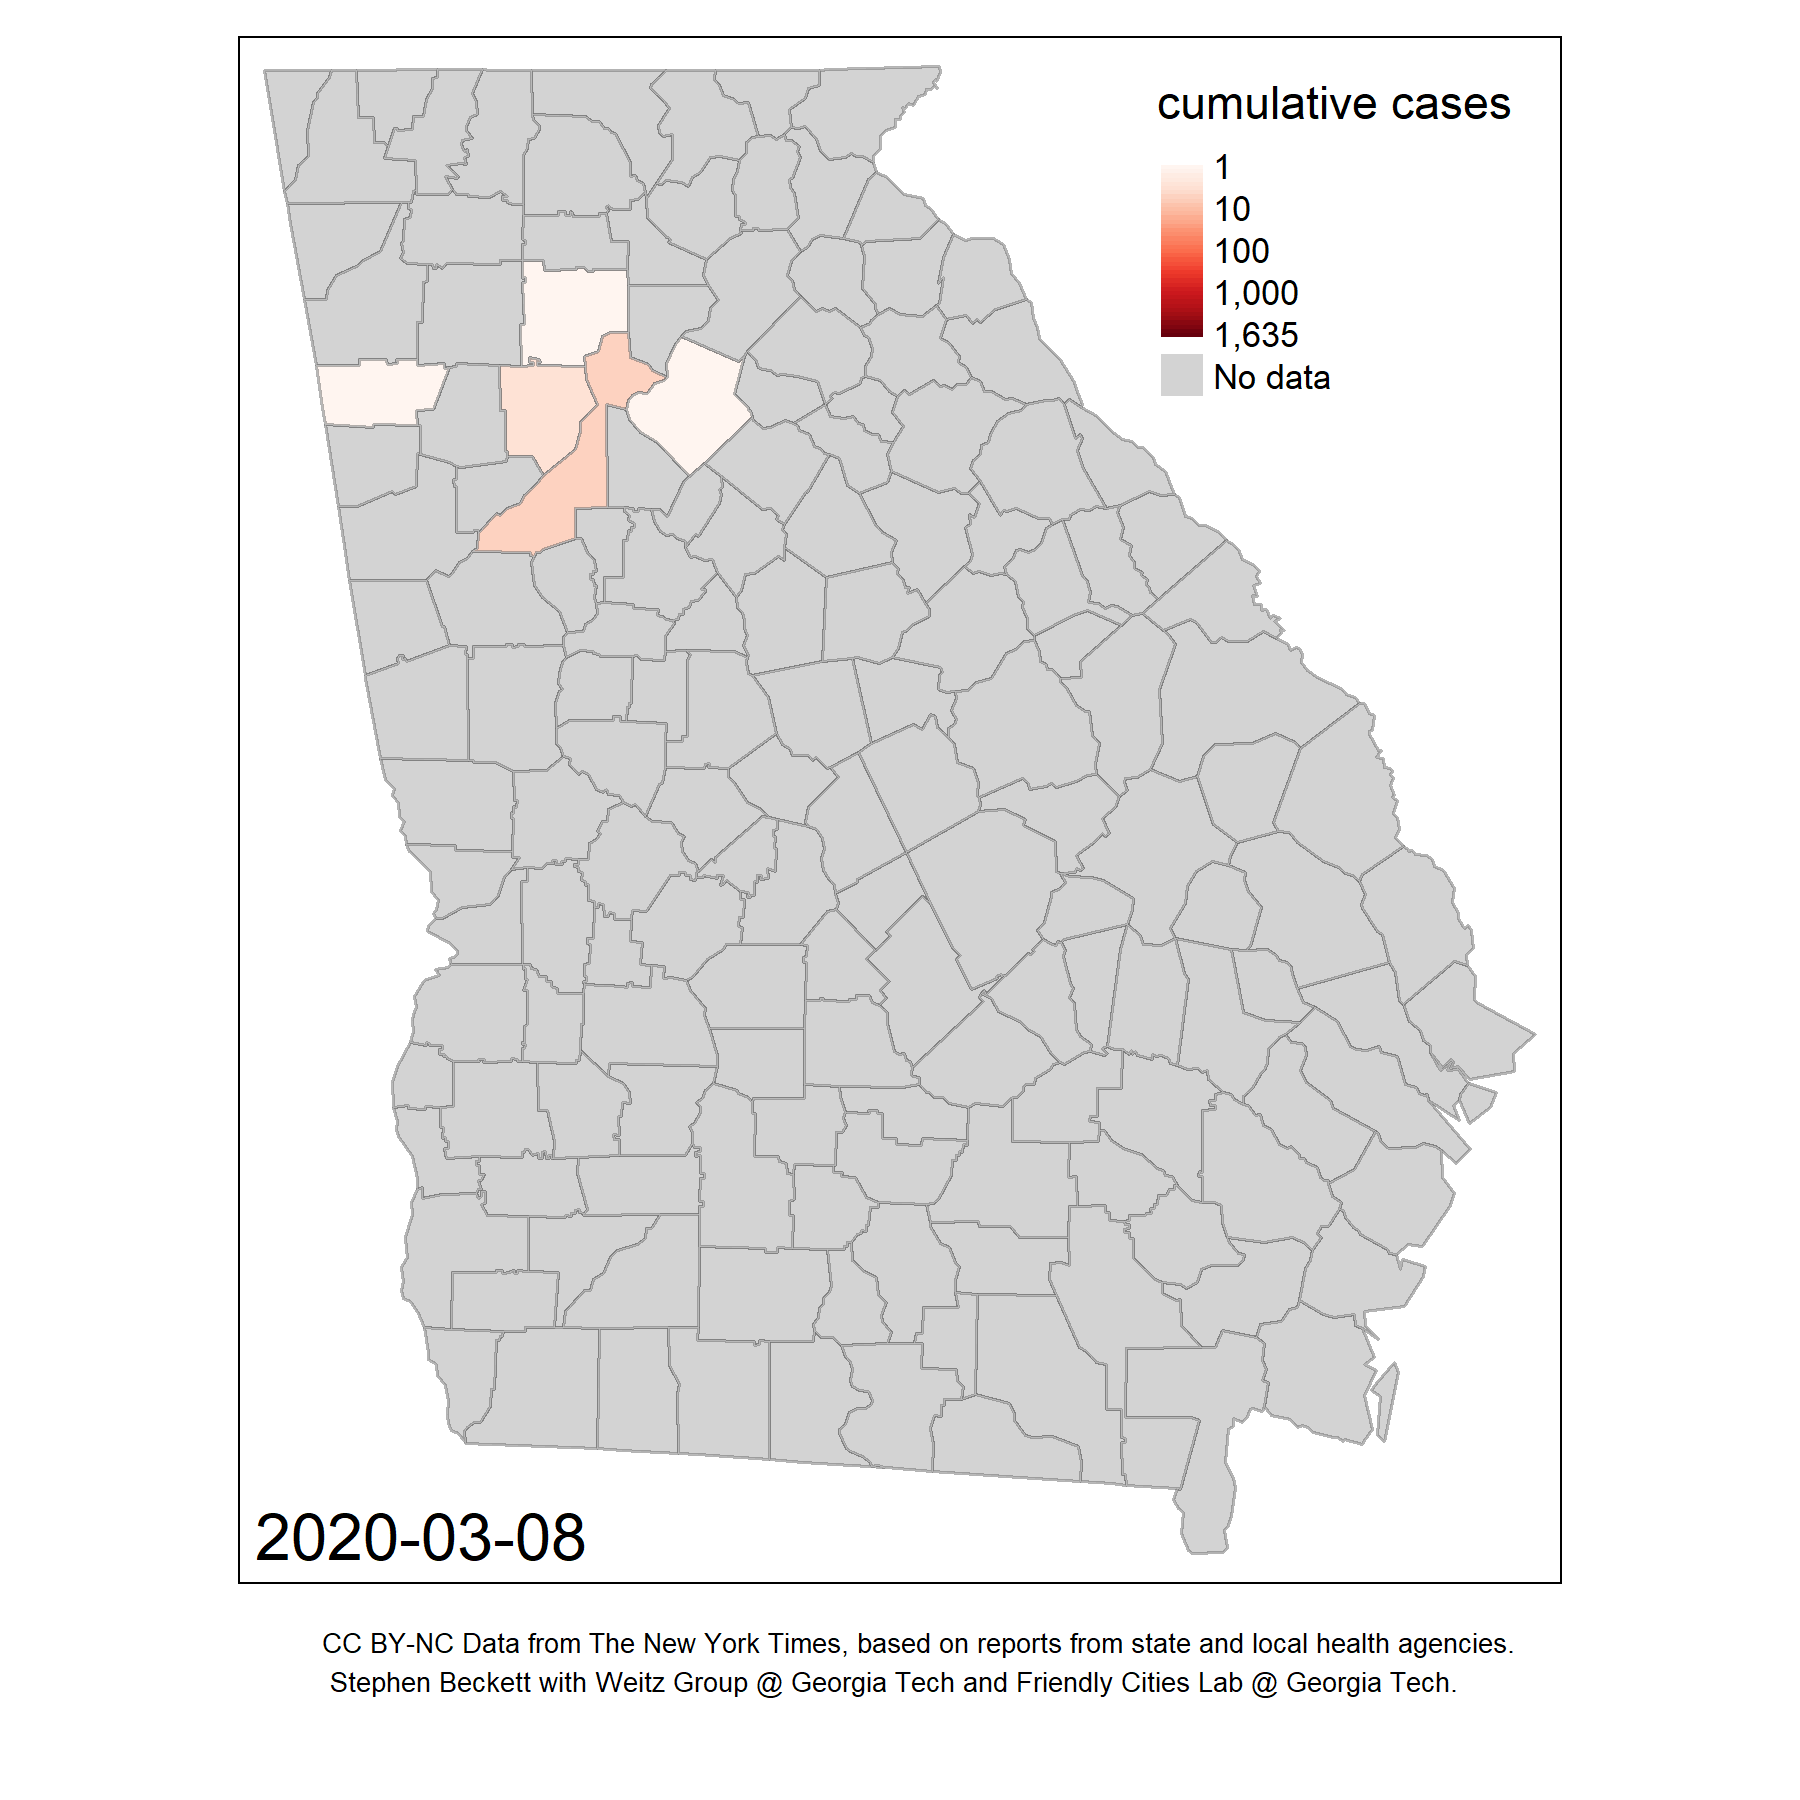 cumulative cases
1
10
100
1,000
1,635
No data
2020-03-08
CC BY-NC Data from The New York Times, based on reports from state and local health agencies.
Stephen Beckett with Weitz Group @ Georgia Tech and Friendly Cities Lab @ Georgia Tech.